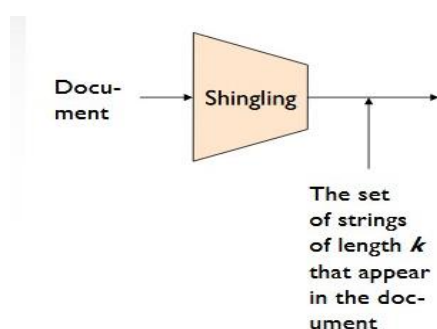 Docu-
ment
Shingling
The set
of strings
of length k
that appear
in the doc-
ument